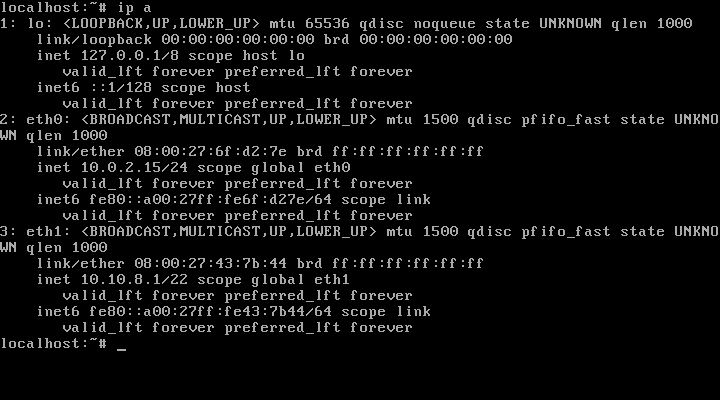 localhost:~# ip a
1: lo: <LOOPBACK,UP,LOWER_UP> mtu 65536 qdisc noqueue state UNKNOWN qlen 1000
    link/loopback 00:00:00:00:00:00 brd 00:00:00:00:00:00
    inet 127.0.0.1/8 scope host lo
       valid_lft forever preferred_lft forever
    inet6 ::1/128 scope host
       valid_lft forever preferred_lft forever
2: eth0: <BROADCAST,MULTICAST,UP,LOWER_UP> mtu 1500 qdisc pfifo_fast state UNKNO
WN qlen 1000
    link/ether 08:00:27:6f:d2:7e brd ff:ff:ff:ff:ff:ff
    inet 10.0.2.15/24 scope global eth0
       valid_lft forever preferred_lft forever
    inet6 fe80::a00:27ff:fe6f:d27e/64 scope link
       valid_lft forever preferred_lft forever
3: eth1: <BROADCAST,MULTICAST,UP,LOWER_UP> mtu 1500 qdisc pfifo_fast state UNKNO
WN qlen 1000
    link/ether 08:00:27:43:7b:44 brd ff:ff:ff:ff:ff:ff
    inet 10.10.8.1/22 scope global eth1
       valid_lft forever preferred_lft forever
    inet6 fe80::a00:27ff:fe43:7b44/64 scope link
       valid_lft forever preferred_lft forever
localhost:~# _